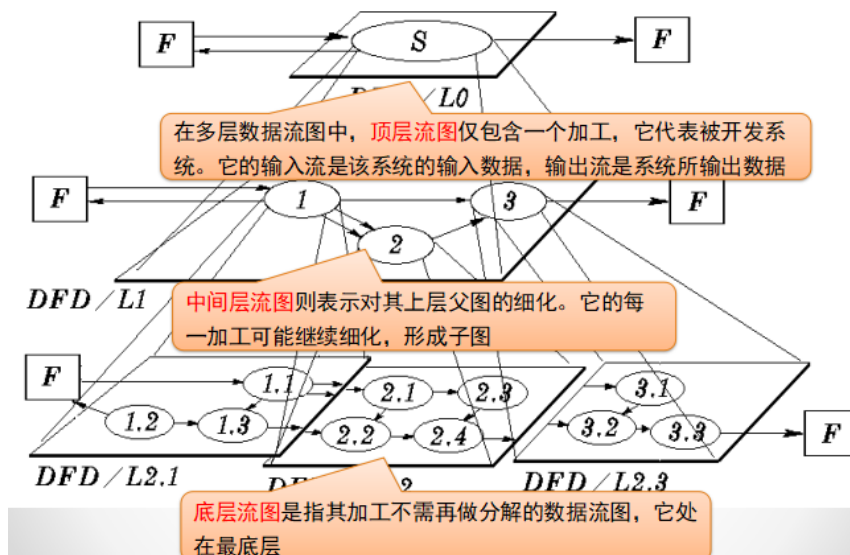 F
S
F
L0
在多层数据流图中，顶层流图仅包含一个加工，它代表被开发系
统。它的输入流是该系统的输入数据，输出流是系统所输出数据
F
1
3
F
2
DFD/L1
中间层流图则表示对其上层父图的细化。它的每
一加工可能继续细化，形成子图
F
1.1
1.2
1.3
2.1
2.3
2.2
2.4
3.1
3.2
3.3
F
DFD/L2.1
DFD/L2.3
底层流图是指其加工不需再做分解的数据流图，它处
在最底层